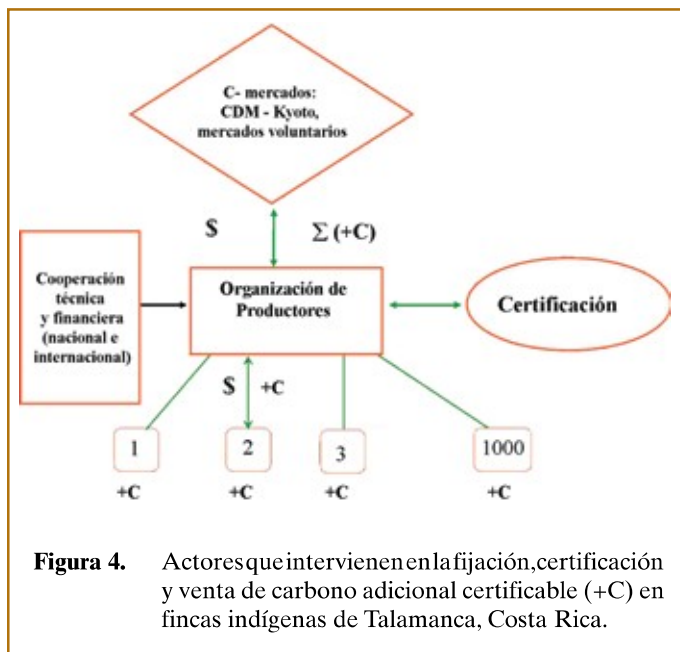 C- mercados:
CDM - Kyoto,
mercados voluntarios
$
Σ (+C)
Cooperación
técnica
y financiera
(nacional e
internacional)
Organización de
Productores
Certificación
$
+C
1
2
3
1000
+C
+C
+C
+C
Figura 4. Actores que intervienen en la fijación, certificación
y venta de carbono adicional certificable (+C) en
fincas indígenas de Talamanca, Costa Rica.